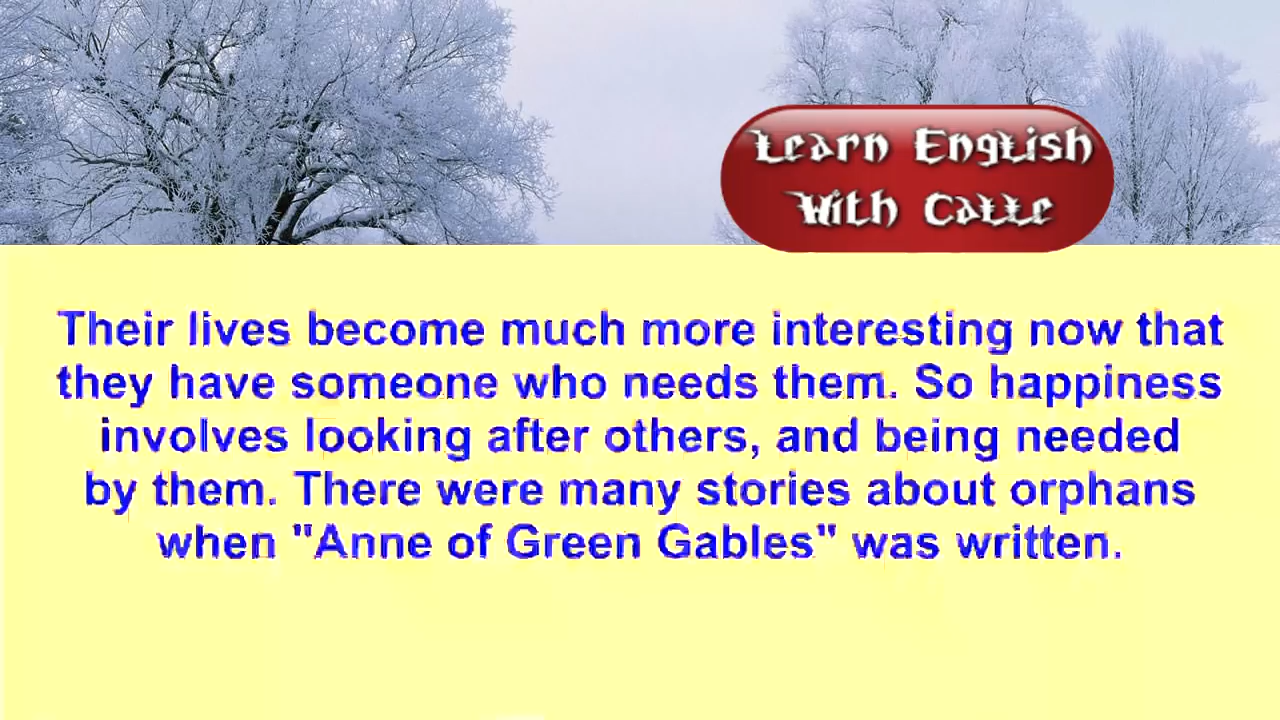 Learn English
With Catte
Their lives become much more interesting now that
they have someone who needs them. So happiness
involves looking after others, and being needed
by them. There were many stories about orphans
when "Anne of Green Gables" was written.